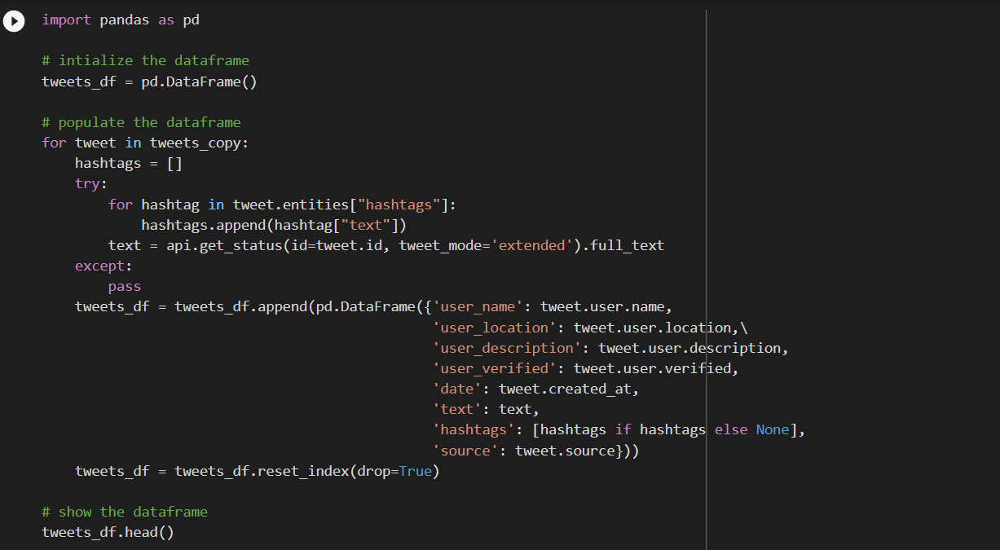 import pandas as pd
# intialize the dataframe
tweets_df = pd.DataFrame()
# populate the dataframe
for tweet in tweets_copy:
    hashtags = []
    try:
        for hashtag in tweet.entities["hashtags"]:
            hashtags.append(hashtag["text"])
        text = api.get_status(id=tweet.id, tweet_mode='extended').full_text
    except:
        pass
    tweets_df = tweets_df.append(pd.DataFrame({'user_name': tweet.user.name,
                                               'user_location': tweet.user.location,\
                                               'user_description': tweet.user.description,
                                               'user_verified': tweet.user.verified,
                                               'date': tweet.created_at,
                                               'text': text,
                                               'hashtags': [hashtags if hashtags else None],
                                               'source': tweet.source}))
    tweets_df = tweets_df.reset_index(drop=True)
# show the dataframe
tweets_df.head()